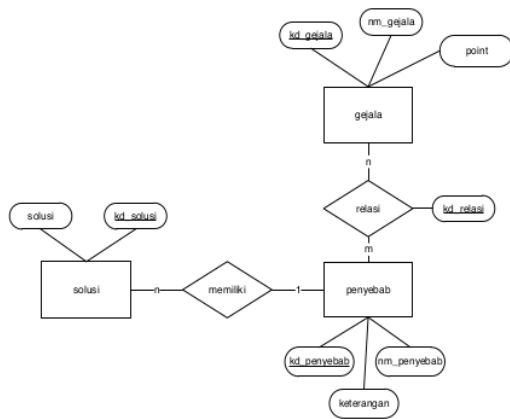 nm_gejala
kd_gejala
point
gejala
n
relasi
kd_relasi
solusi
kd_solusi
m
solusi
n
memiliki
1
penyebab
kd_penyebab
nm_penyebab
keterangan